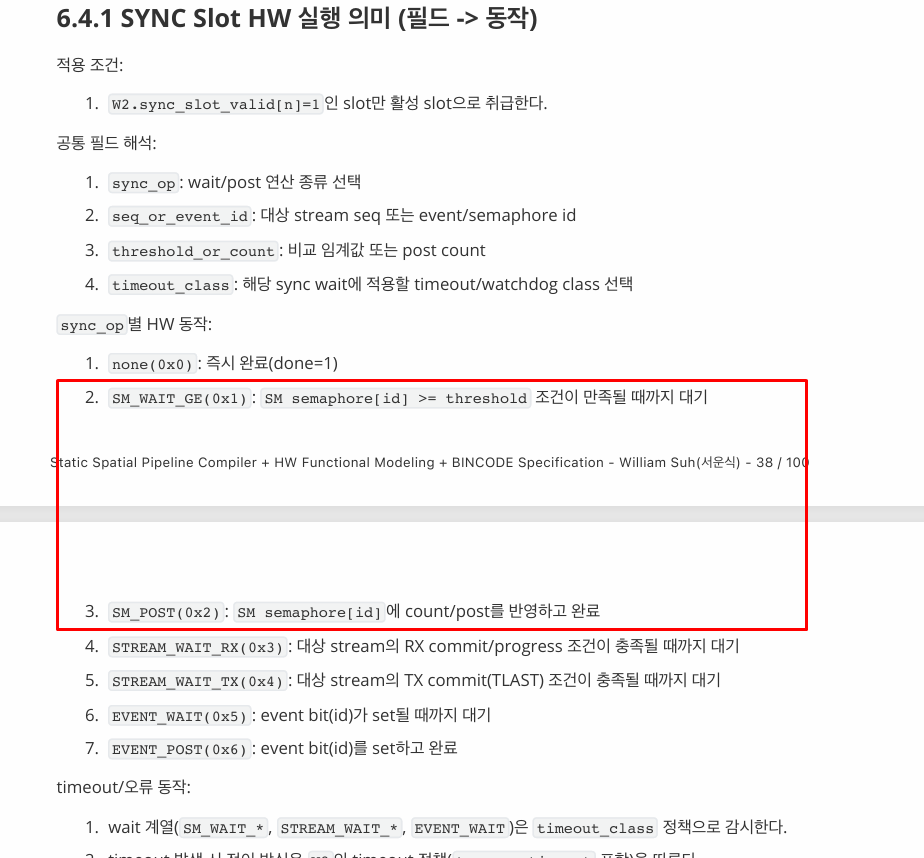 6.4.1 SYNC Slot HW 실행 의미 (필드 -> 동작)
적용 조건:
1. W2.sync_slot_valid[n]=1인 slot만 활성 slot으로 취급한다.
공통 필드 해석:
1. sync_op: wait/post 연산 종류 선택
2. seq_or_event_id: 대상 stream seq 또는 event/semaphore id
3. threshold_or_count: 비교 임계값 또는 post count
4. timeout_class: 해당 sync wait에 적용할 timeout/watchdog class 선택
sync_op별 HW 동작:
1. none(0x0): 즉시 완료(done=1)
2. SM_WAIT_GE(0x1): SM semaphore[id] >= threshold 조건이 만족될 때까지 대기
Static Spatial Pipeline Compiler + HW Functional Modeling + BINCODE Specification - William Suh(서운식) - 38 / 100
3. SM_POST(0x2): SM semaphore[id]에 count/post를 반영하고 완료
4. STREAM_WAIT_RX(0x3): 대상 stream의 RX commit/progress 조건이 충족될 때까지 대기
5. STREAM_WAIT_TX(0x4): 대상 stream의 TX commit(TLAST) 조건이 충족될 때까지 대기
6. EVENT_WAIT(0x5): event bit(id)가 set될 때까지 대기
7. EVENT_POST(0x6): event bit(id)를 set하고 완료
timeout/오류 동작:
1. wait 계열(SM_WAIT_*, STREAM_WAIT_*, EVENT_WAIT)은 timeout_class 정책으로 감시한다.